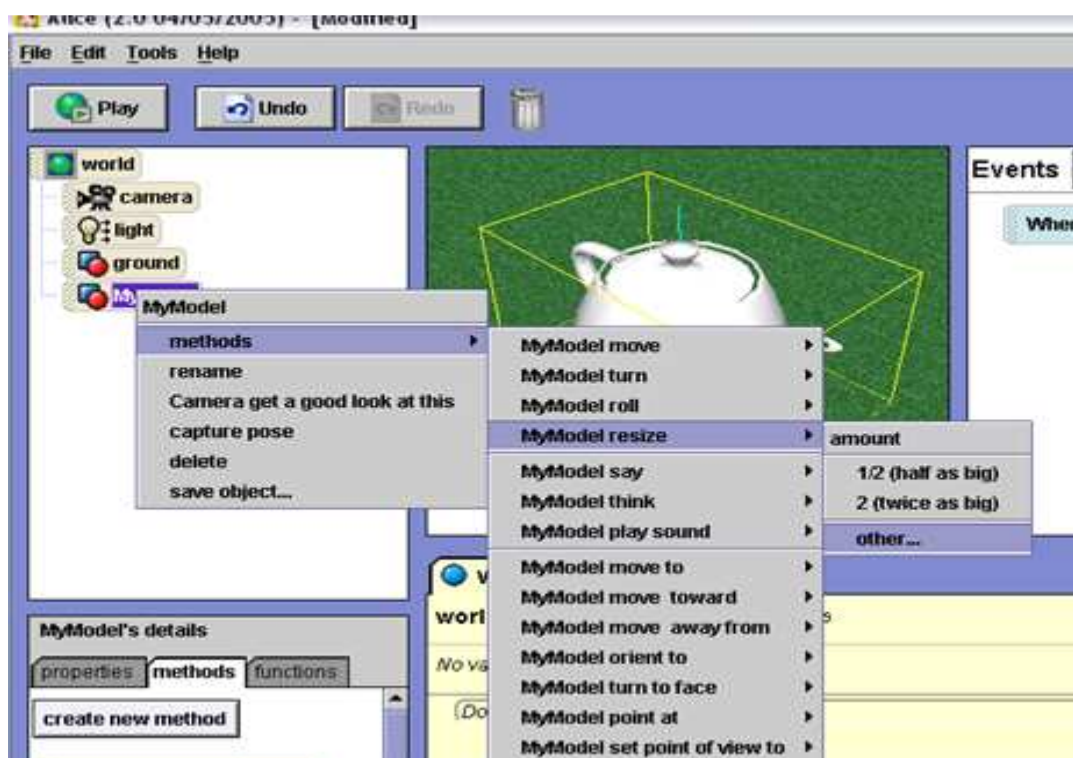 Alice (2.0 04/05/2005) - [Modified]
File Edit Tools Help
Play Undo Redo
world
camera
light
ground
MyModel
methods
rename
Camera get a good look at this
capture pose
delete
save object...
MyModel move
MyModel turn
MyModel roll
MyModel resize
MyModel say
MyModel think
MyModel play sound
MyModel move to
MyModel move toward
MyModel move away from
MyModel orient to
MyModel turn to face
MyModel point at
MyModel set point of view to
amount
1/2 (half as big)
2 (twice as big)
other...
Events
MyModel's details
properties methods functions
create new method
No